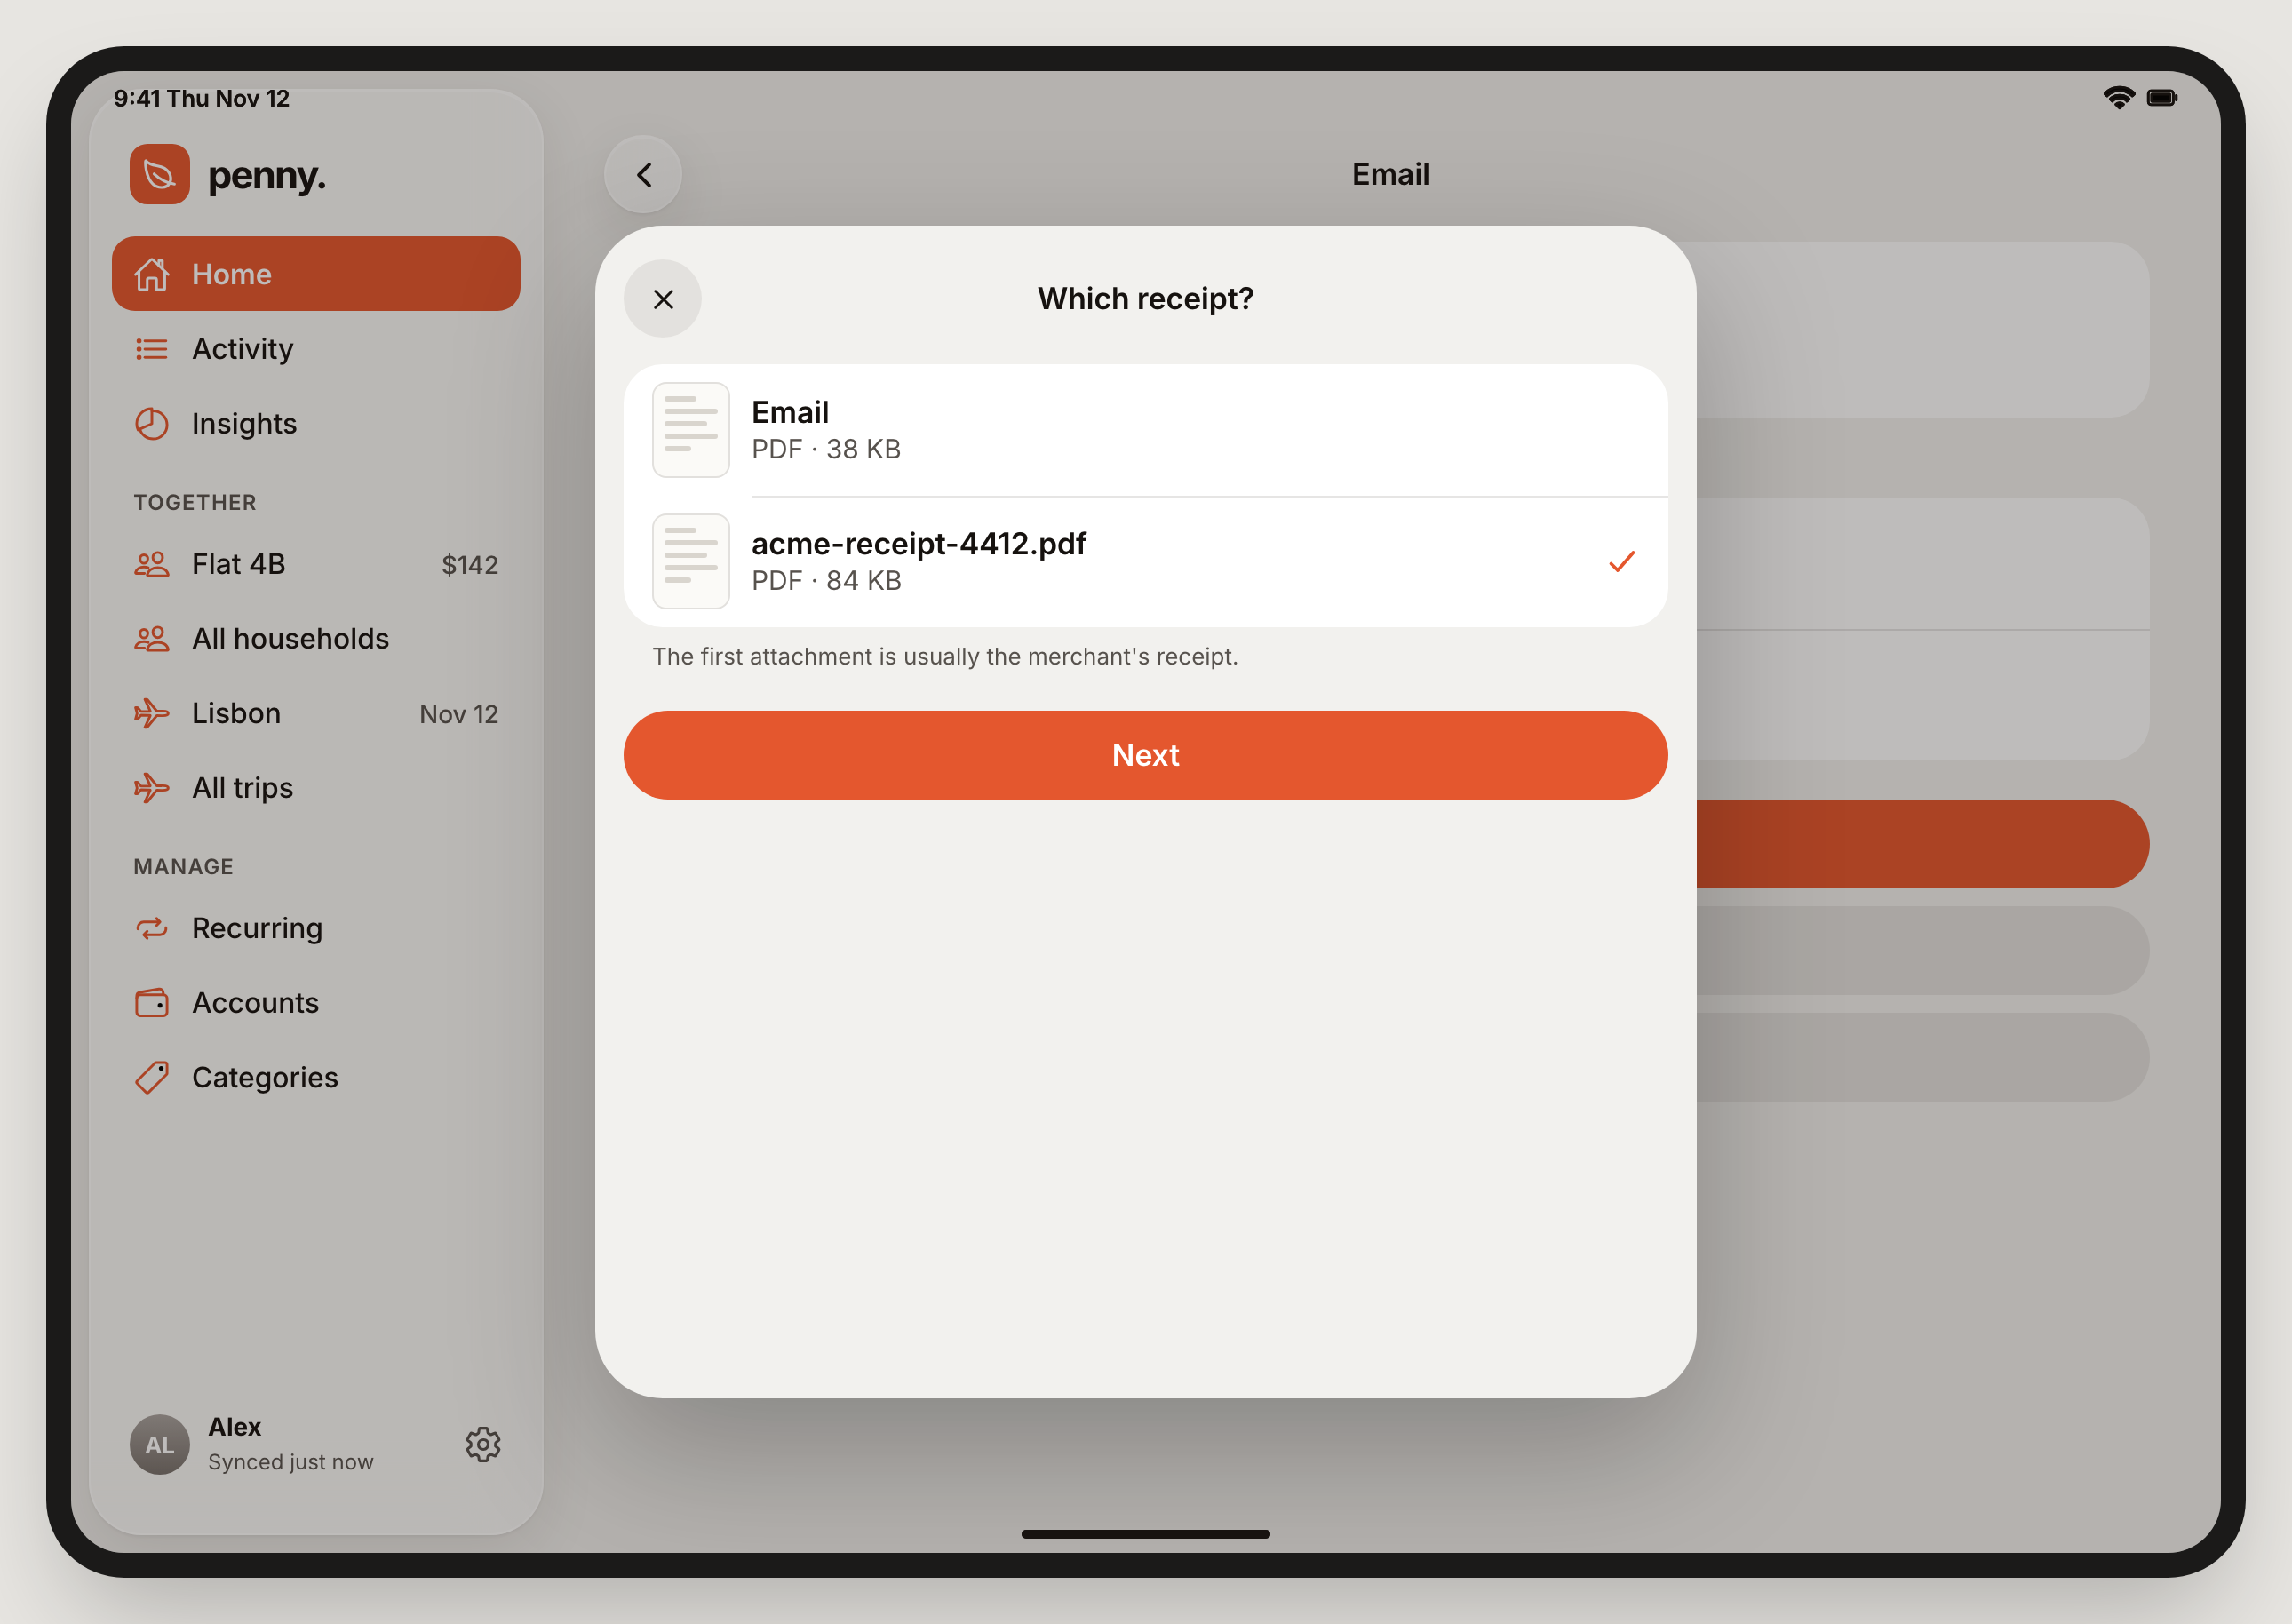 9:41 Thu Nov 12
penny.
Home
Activity
Insights
TOGETHER
Flat 4B $142
All households
Lisbon Nov 12
All trips
MANAGE
Recurring
Accounts
Categories
AL
Alex
Synced just now
Email
Which receipt?
Email
PDF · 38 KB
acme-receipt-4412.pdf
PDF · 84 KB
The first attachment is usually the merchant's receipt.
Next